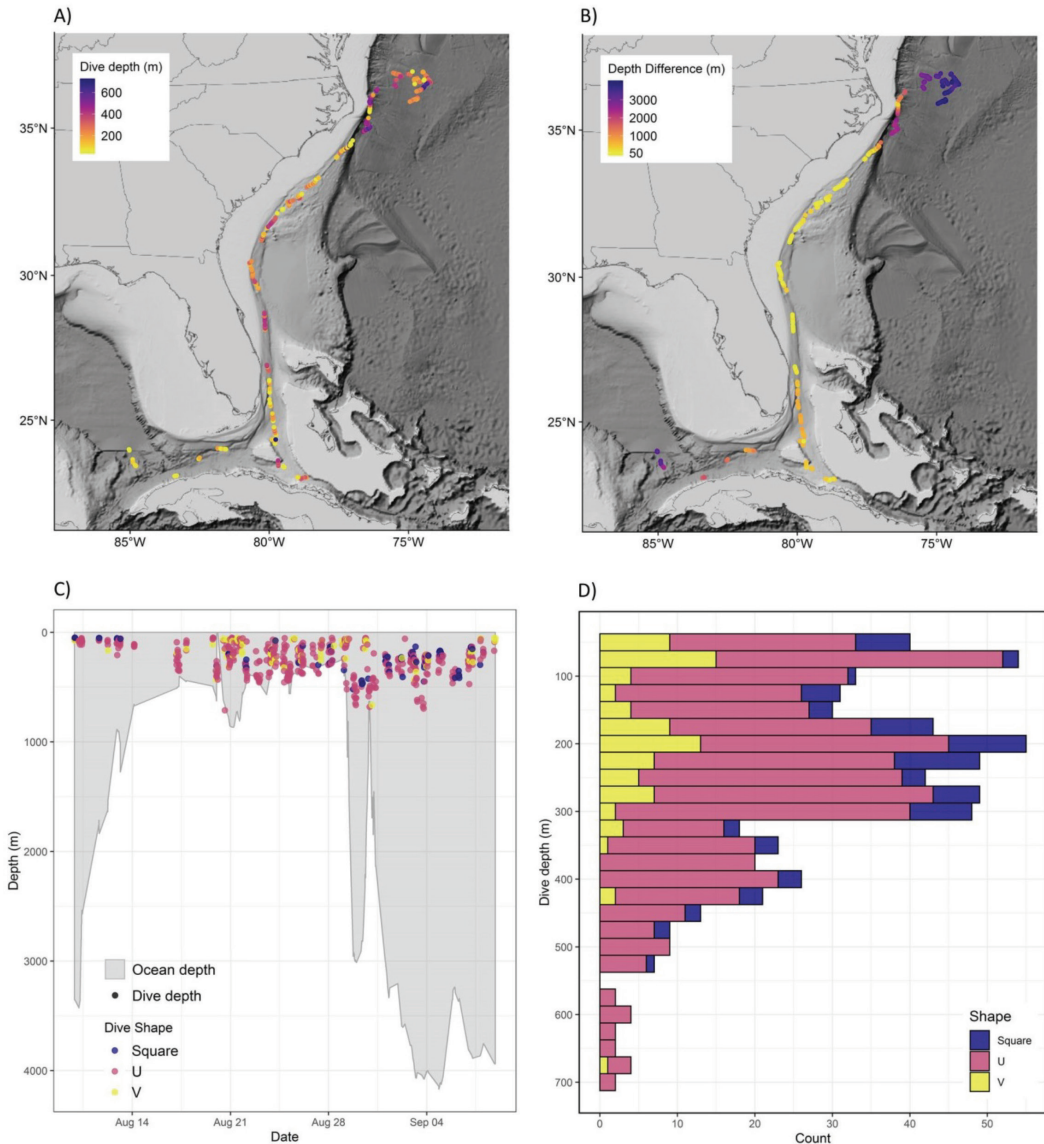 A)
Dive depth (m)
600
400
200
35°N
30°N
25°N
85°W
80°W
75°W
B)
Depth Difference (m)
3000
2000
1000
50
35°N
30°N
25°N
85°W
80°W
75°W
C)
0
1000
2000
3000
4000
Depth (m)
Ocean depth
Dive depth
Dive Shape
Square
U
V
Aug 14
Aug 21
Aug 28
Sep 04
Date
D)
100
200
300
400
500
600
700
Dive depth (m)
Shape
Square
U
V
0
10
20
30
40
50
Count